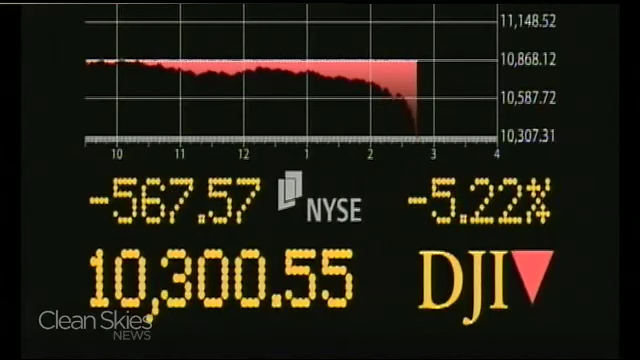 11,148.52
10,868.12
10,587.72
10,307.31
10 11 12 1 2 3 4
-567.57 NYSE -5.22%
10,300.55 DJI
Clean Skies
NEWS